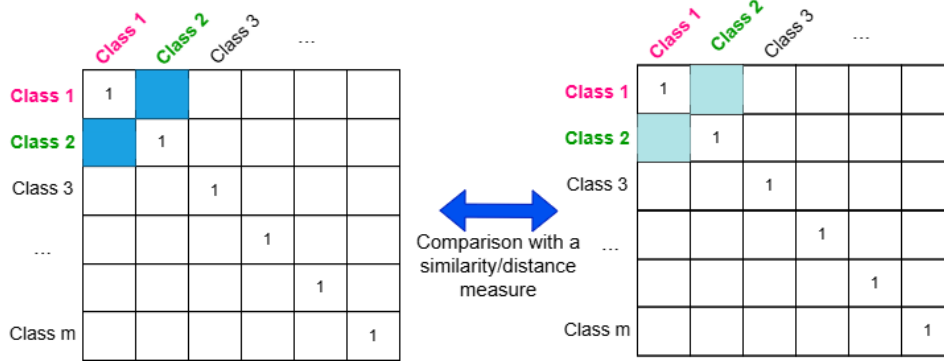 Class 1 Class 2 Class 3 ...
Class 1 1
Class 2 1
Class 3 1
... 1
1
Class m 1
Comparison with a
similarity/distance
measure
Class 1 Class 2 Class 3 ...
Class 1 1
Class 2 1
Class 3 1
... 1
1
Class m 1